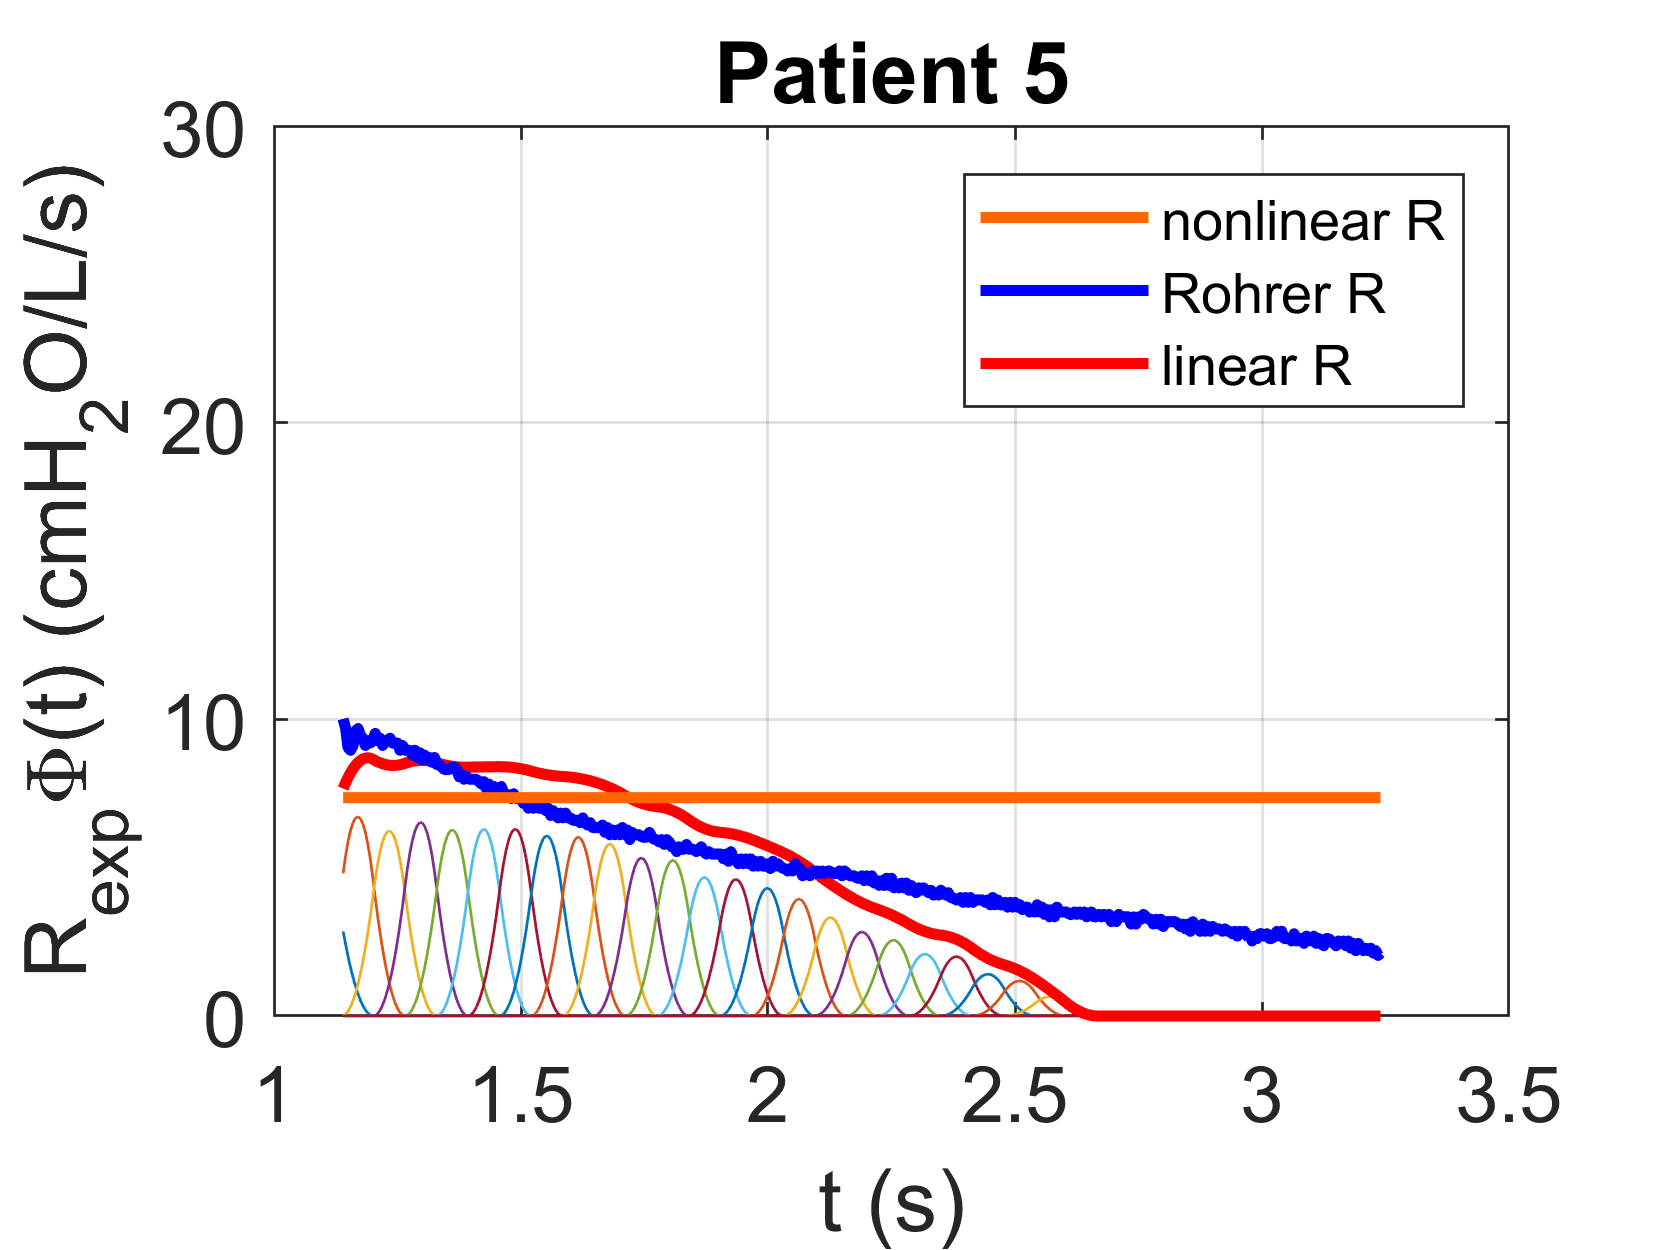 Patient 5
R_expΦ(t) (cmH_2O/L/s)
30
20
10
0
nonlinear R
Rohrer R
linear R
1 1.5 2 2.5 3 3.5
t (s)